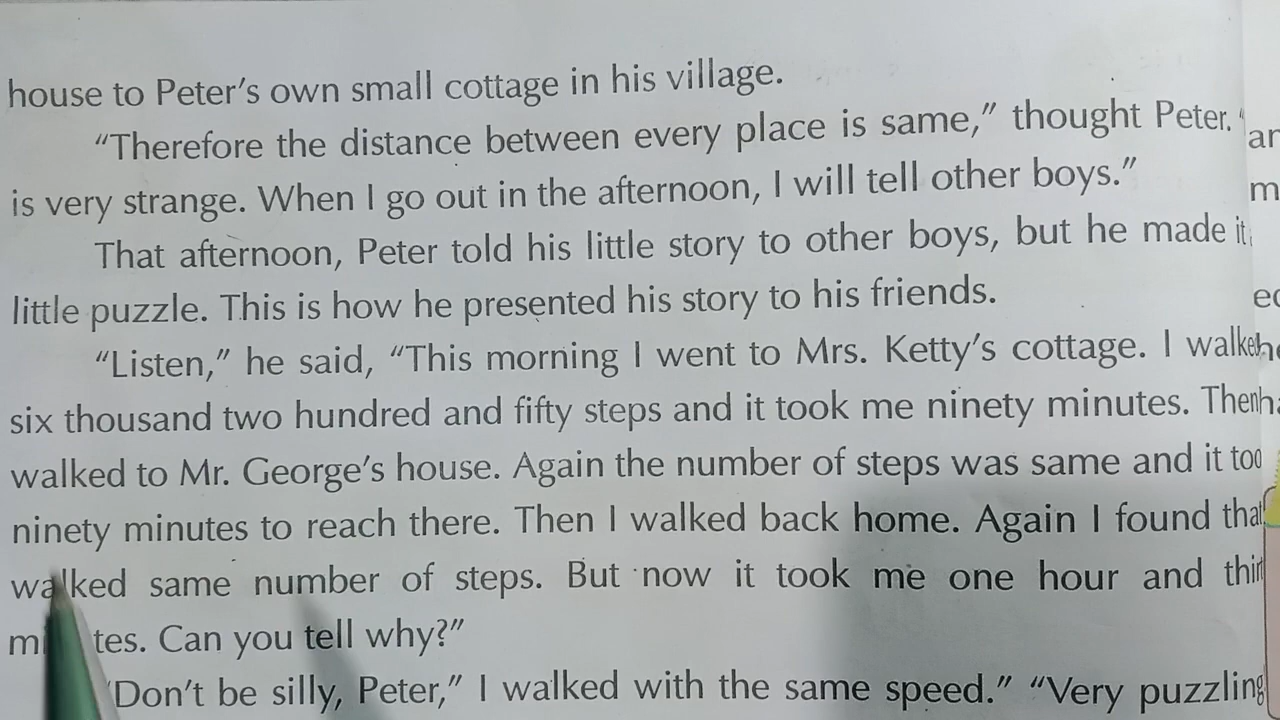 house to Peter's own small cottage in his village.
"Therefore the distance between every place is same," thought Peter. "
is very strange. When I go out in the afternoon, I will tell other boys."
That afternoon, Peter told his little story to other boys, but he made it
little puzzle. This is how he presented his story to his friends.
"Listen," he said, "This morning I went to Mrs. Ketty's cottage. I
six thousand two hundred and fifty steps and it took me ninety minutes. Then
walked to Mr. George's house. Again the number of steps was same and it
ninety minutes to reach there. Then I walked back home. Again I found that
walked same number of steps. But now it took me one hour and
tes. Can you tell why?"
"Don't be silly, Peter," I walked with the same speed." "Very puzzling